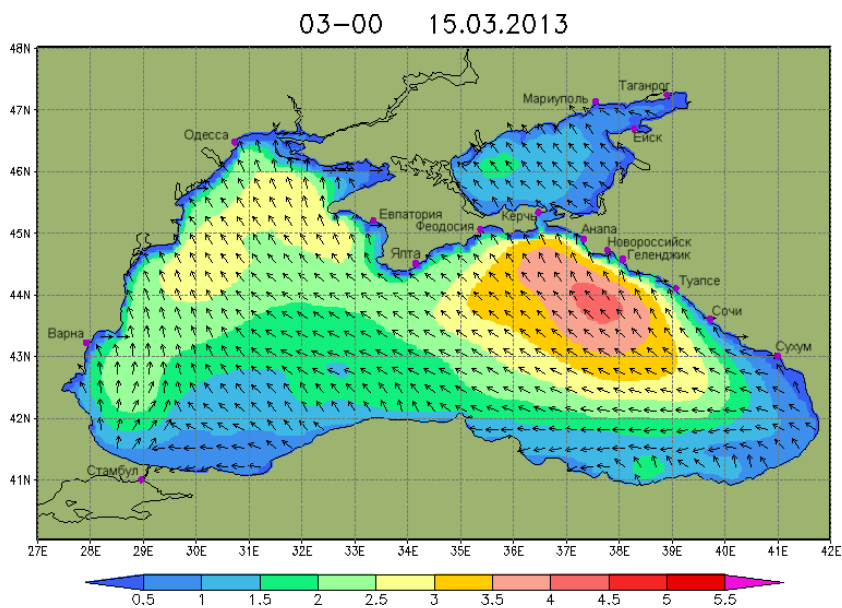 03-00 15.03.2013
48N
Таганрог
Мариуполь
47N
Одесса
Ейск
46N
Евпатория
Керчь
Феодосия
Анапа
45N
Новороссийск
Ялта
Геленджик
Туапсе
44N
Сочи
Варна
Сухум
43N
42N
Стамбул
41N
27E 28E 29E 30E 31E 32E 33E 34E 35E 36E 37E 38E 39E 40E 41E 42E
0.5 1 1.5 2 2.5 3 3.5 4 4.5 5 5.5